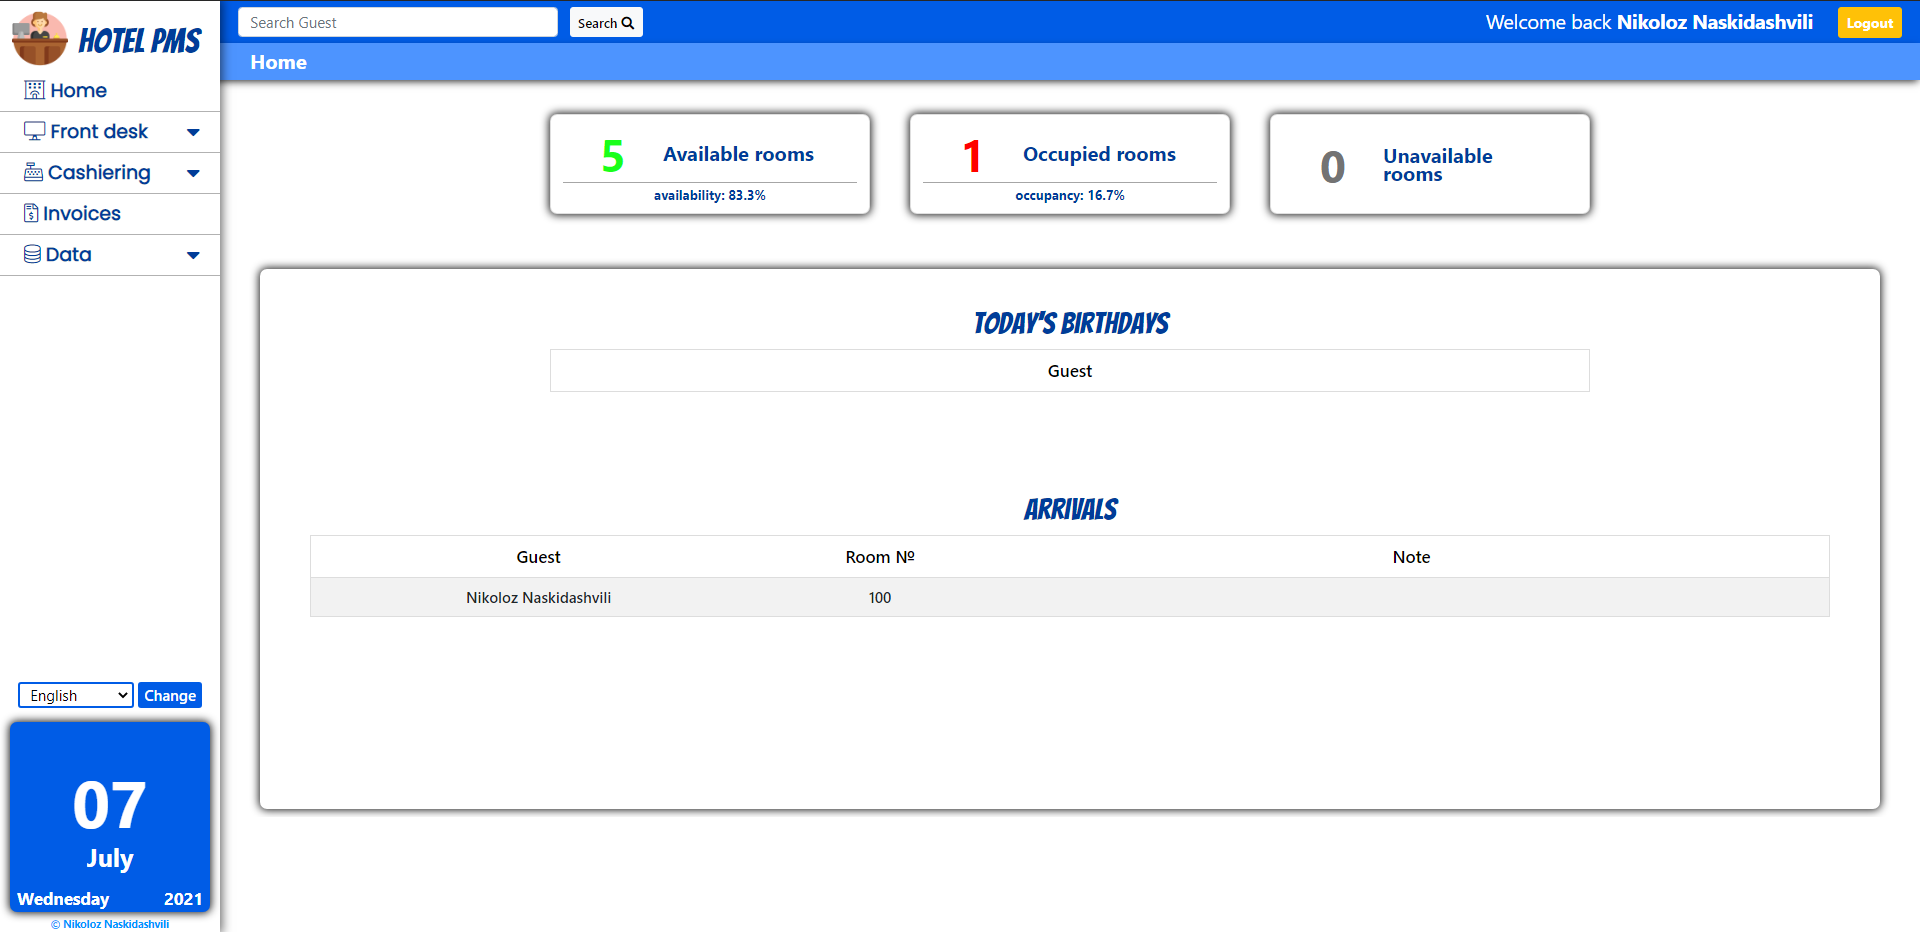 HOTEL PMS
Search Guest
Search
Welcome back Nikoloz Naskidashvili
Logout
Home
Home
Front desk
Cashiering
Invoices
Data
5
Available rooms
availability: 83.3%
1
Occupied rooms
occupancy: 16.7%
0
Unavailable
rooms
TODAY'S BIRTHDAYS
Guest
ARRIVALS
Guest Room № Note
Nikoloz Naskidashvili 100
English
Change
07
July
Wednesday 2021
© Nikoloz Naskidashvili